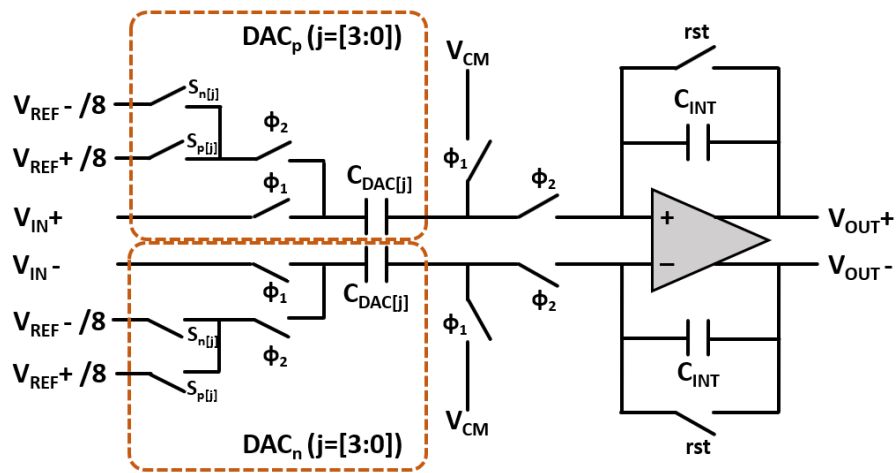 DACp (j=[3:0])
rst
VCM
VREF - /8
Sn[j]
CINT
ϕ2
VREF+ /8
Sp[j]
ϕ1
CDAC[j]
ϕ2
ϕ1
VIN+
+
VOUT+
VIN -
−
VOUT -
ϕ1
CDAC[j]
ϕ2
VREF - /8
Sn[j]
ϕ2
ϕ1
VREF+ /8
Sp[j]
CINT
VCM
DACn (j=[3:0])
rst